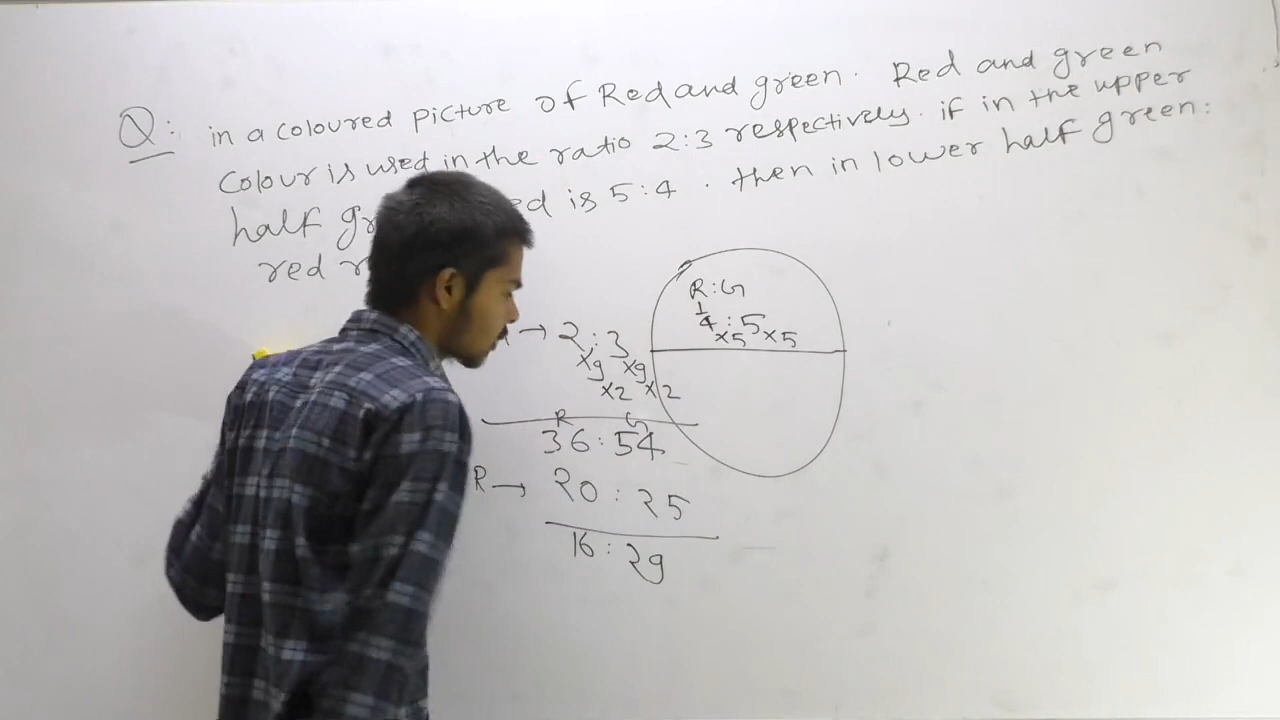 Q: in a coloured picture of Red and green. Red and green
colour is used in the ratio 2:3 respectively. if in the upper
half is 5:4. then in lower half green:
red
→ 2:3
×9 ×9
×2 ×2
R:G
4:5
×5 ×5
R G
36:54
R→ 20:25
16:29